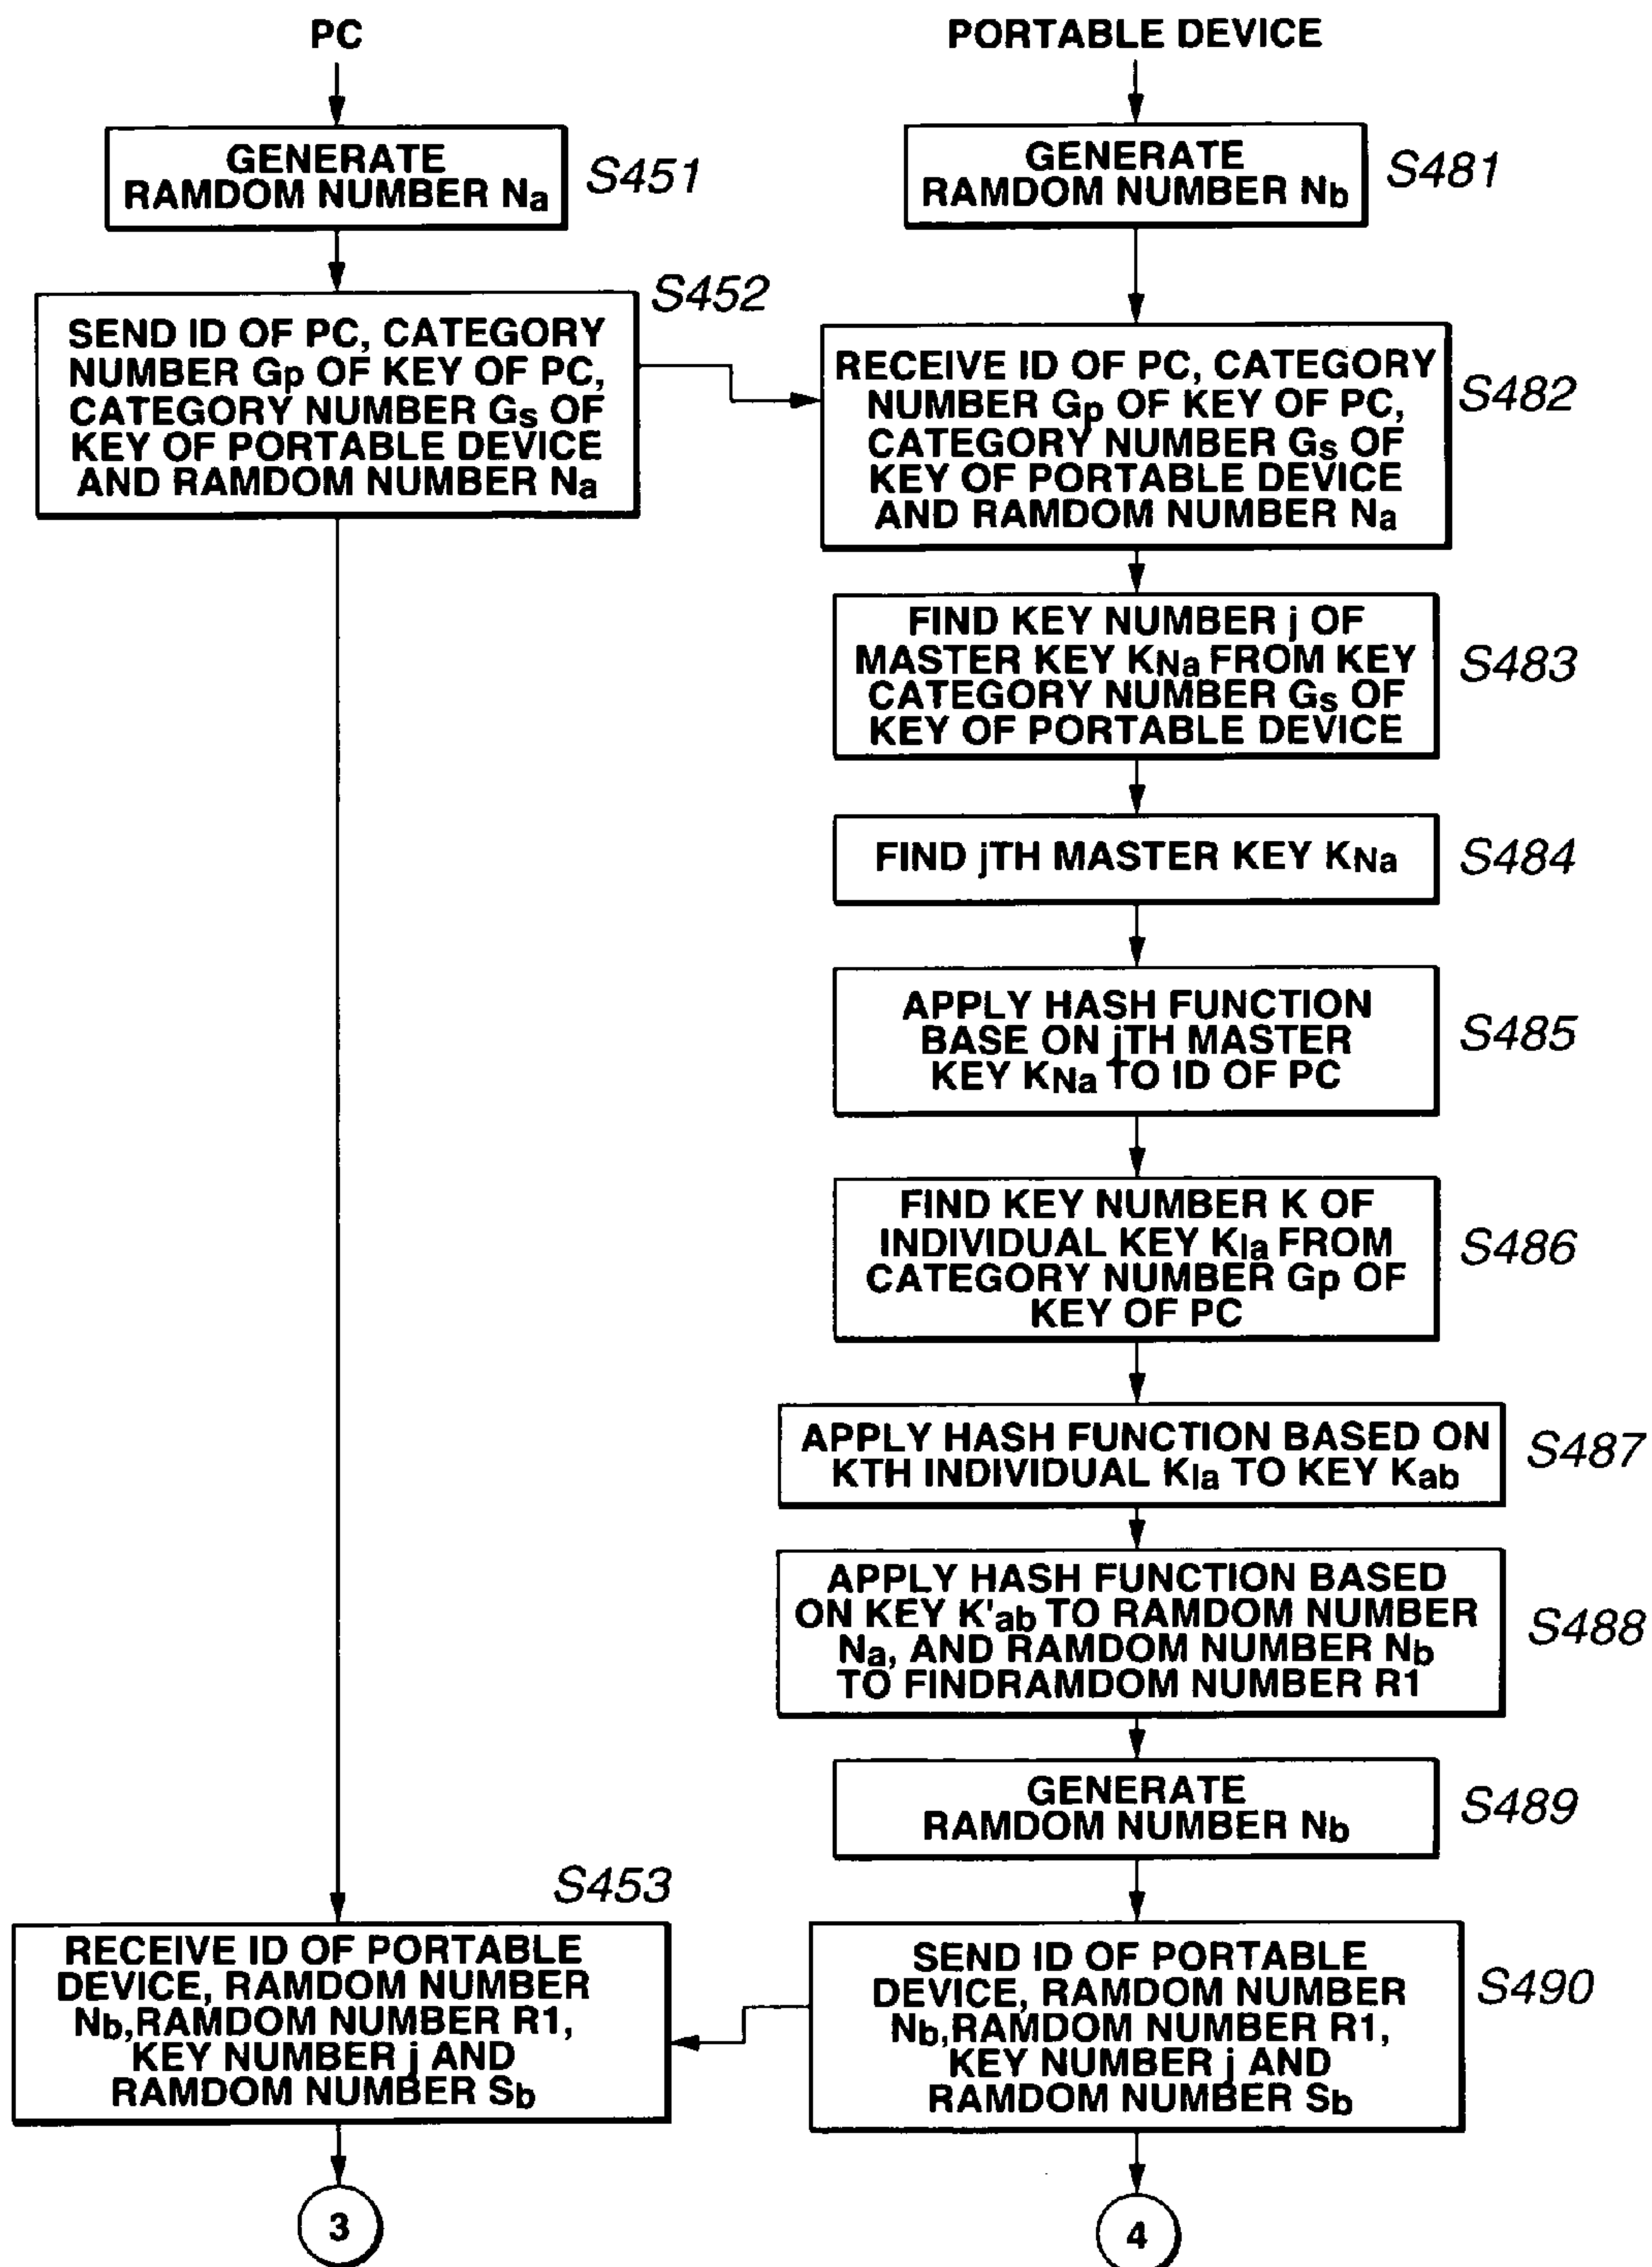 PC
GENERATE
RAMDOM NUMBER Na
S451
SEND ID OF PC, CATEGORY
NUMBER Gp OF KEY OF PC,
CATEGORY NUMBER Gs OF
KEY OF PORTABLE DEVICE
AND RAMDOM NUMBER Na
S452
PORTABLE DEVICE
GENERATE
RAMDOM NUMBER Nb
S481
RECEIVE ID OF PC, CATEGORY
NUMBER Gp OF KEY OF PC,
CATEGORY NUMBER Gs OF
KEY OF PORTABLE DEVICE
AND RAMDOM NUMBER Na
S482
FIND KEY NUMBER j OF
MASTER KEY KNa FROM KEY
CATEGORY NUMBER Gs OF
KEY OF PORTABLE DEVICE
S483
FIND jTH MASTER KEY KNa
S484
APPLY HASH FUNCTION
BASE ON jTH MASTER
KEY KNa TO ID OF PC
S485
FIND KEY NUMBER K OF
INDIVIDUAL KEY KIa FROM
CATEGORY NUMBER Gp OF
KEY OF PC
S486
APPLY HASH FUNCTION BASED ON
KTH INDIVIDUAL KIa TO KEY Kab
S487
APPLY HASH FUNCTION BASED
ON KEY K'ab TO RAMDOM NUMBER
Na, AND RAMDOM NUMBER Nb
TO FINDRAMDOM NUMBER R1
S488
GENERATE
RAMDOM NUMBER Nb
S489
S453
RECEIVE ID OF PORTABLE
DEVICE, RAMDOM NUMBER
Nb,RAMDOM NUMBER R1,
KEY NUMBER j AND
RAMDOM NUMBER Sb
SEND ID OF PORTABLE
DEVICE, RAMDOM NUMBER
Nb,RAMDOM NUMBER R1,
KEY NUMBER j AND
RAMDOM NUMBER Sb
S490
3
4